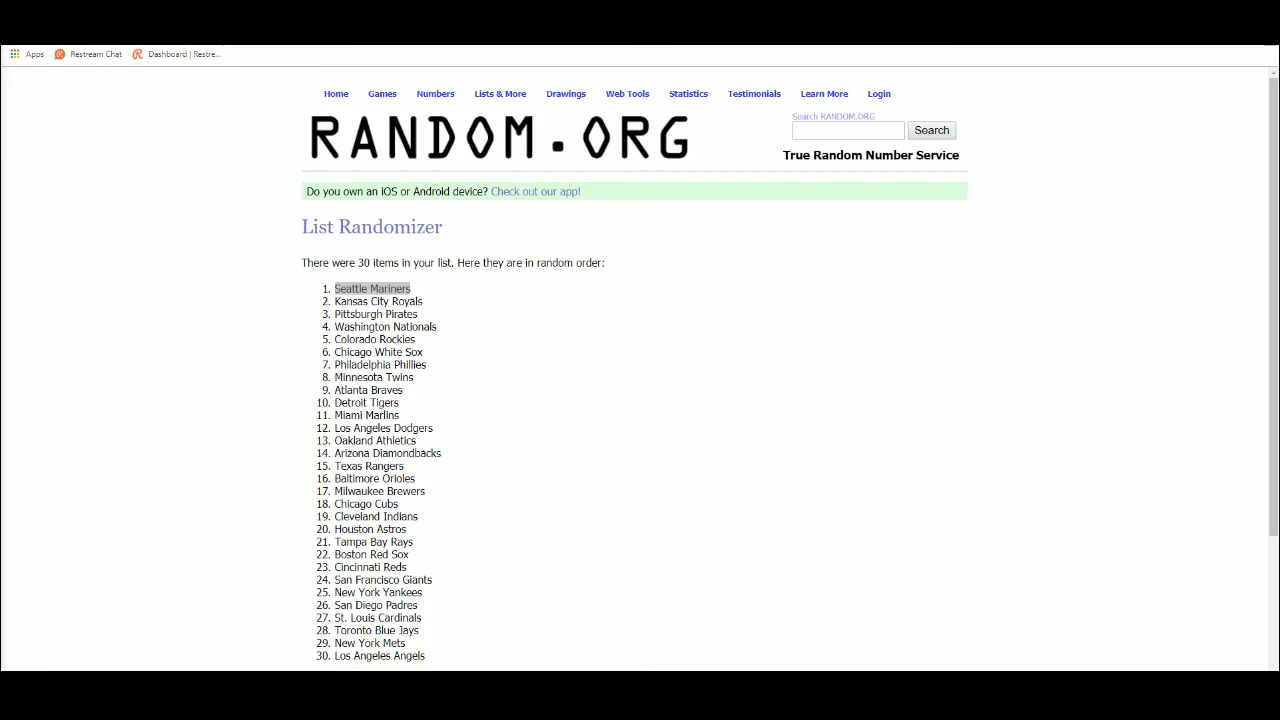 Apps Restream Chat Dashboard | Restre...
Home Games Numbers Lists & More Drawings Web Tools Statistics Testimonials Learn More Login
RANDOM.ORG
Search RANDOM.ORG
Search
True Random Number Service
Do you own an iOS or Android device? Check out our app!
List Randomizer
There were 30 items in your list. Here they are in random order:
1. Seattle Mariners
2. Kansas City Royals
3. Pittsburgh Pirates
4. Washington Nationals
5. Colorado Rockies
6. Chicago White Sox
7. Philadelphia Phillies
8. Minnesota Twins
9. Atlanta Braves
10. Detroit Tigers
11. Miami Marlins
12. Los Angeles Dodgers
13. Oakland Athletics
14. Arizona Diamondbacks
15. Texas Rangers
16. Baltimore Orioles
17. Milwaukee Brewers
18. Chicago Cubs
19. Cleveland Indians
20. Houston Astros
21. Tampa Bay Rays
22. Boston Red Sox
23. Cincinnati Reds
24. San Francisco Giants
25. New York Yankees
26. San Diego Padres
27. St. Louis Cardinals
28. Toronto Blue Jays
29. New York Mets
30. Los Angeles Angels